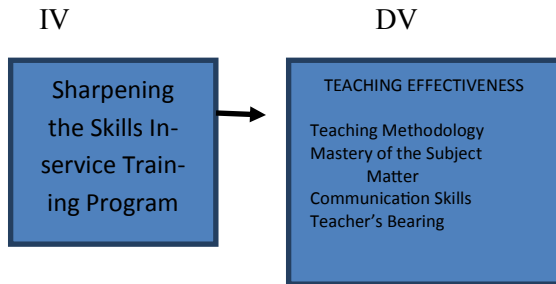 IV
DV
Sharpening
the Skills In-
service Train-
ing Program
TEACHING EFFECTIVENESS
Teaching Methodology
Mastery of the Subject
Matter
Communication Skills
Teacher's Bearing